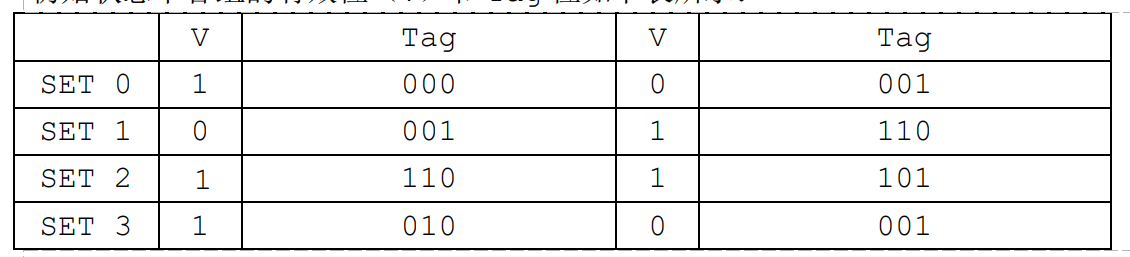 V Tag V Tag
SET 0 1 000 0 001
SET 1 0 001 1 110
SET 2 1 110 1 101
SET 3 1 010 0 001